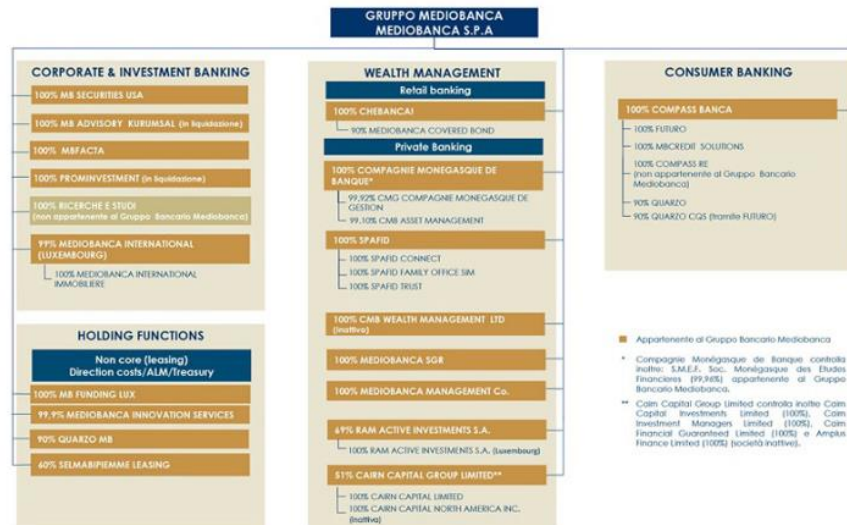 GRUPPO MEDIOBANCA
MEDIOBANCA S.P.A
CORPORATE & INVESTMENT BANKING
100% MB SECURITIES USA
100% MB ADVISORY KURUMSAL (in liquidazione)
100% MBFACTA
100% PROMINVESTMENT (in liquidazione)
100% RICERCHE E STUDI
(non appartenente al Gruppo Bancario Mediobanca)
99% MEDIOBANCA INTERNATIONAL
(LUXEMBOURG)
100% MEDIOBANCA INTERNATIONAL
IMMOBILIERE
HOLDING FUNCTIONS
Non core (leasing)
Direction costs/ALM/Treasury
100% MB FUNDING LUX
99,9% MEDIOBANCA INNOVATION SERVICES
90% QUARZO MB
60% SELMABIPIEMME LEASING
WEALTH MANAGEMENT
Retail banking
100% CHEBANCA!
90% MEDIOBANCA COVERED BOND
Private Banking
100% COMPAGNIE MONEGASQUE DE
BANQUE*
99,92% CMG COMPAGNIE MONEGASQUE DE
GESTION
99,10% CMB ASSET MANAGEMENT
100% SPAFID
100% SPAFID CONNECT
100% SPAFID FAMILY OFFICE SIM
100% SPAFID TRUST
100% CMB WEALTH MANAGEMENT LTD
(inattiva)
100% MEDIOBANCA SGR
100% MEDIOBANCA MANAGEMENT Co.
69% RAM ACTIVE INVESTMENTS S.A.
100% RAM ACTIVE INVESTMENTS S.A. (Luxembourg)
51% CAIRN CAPITAL GROUP LIMITED**
100% CAIRN CAPITAL LIMITED
100% CAIRN CAPITAL NORTH AMERICA INC.
(inattiva)
CONSUMER BANKING
100% COMPASS BANCA
100% FUTURO
100% MBCREDIT SOLUTIONS
100% COMPASS RE
(non appartenente al Gruppo Bancario
Mediobanca)
90% QUARZO
90% QUARZO CQS (tramite FUTURO)
Appartenente al Gruppo Bancario Mediobanca
* Compagnie Monégasque de Banque controlla
inoltre: S.M.E.F. Soc. Monégasque des Etudes
Financieres (99,96%) appartenente al Gruppo
Bancario Mediobanca.
** Cairn Capital Group Limited controlla inoltre Cairn
Capital Investments Limited (100%), Cairn
Investment Managers Limited (100%), Cairn
Financial Guaranteed Limited (100%) e Amplus
Finance Limited (100%) (società inattive).